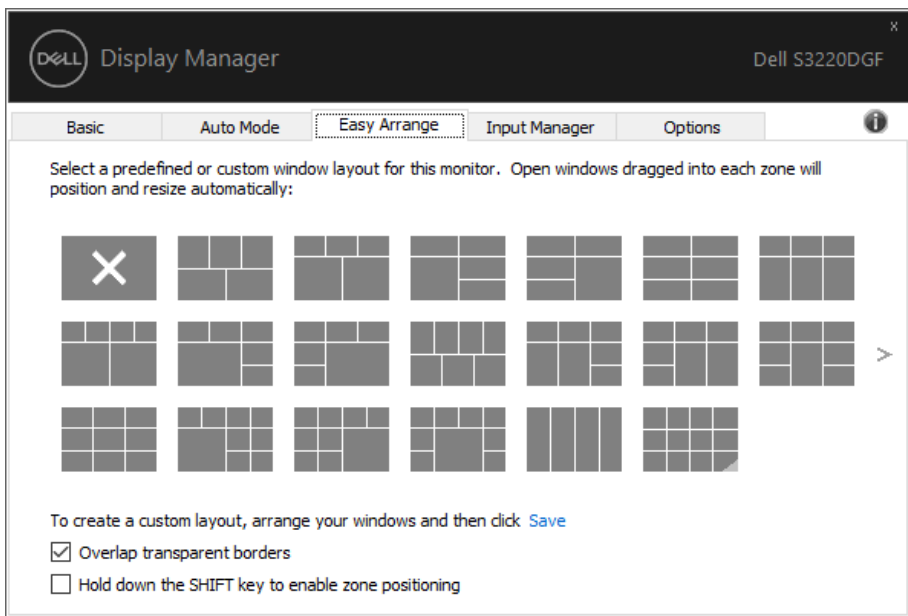 x
DELL Display Manager
Dell S3220DGF
Basic Auto Mode Easy Arrange Input Manager Options
Select a predefined or custom window layout for this monitor. Open windows dragged into each zone will
position and resize automatically:
>
To create a custom layout, arrange your windows and then click Save
Overlap transparent borders
Hold down the SHIFT key to enable zone positioning